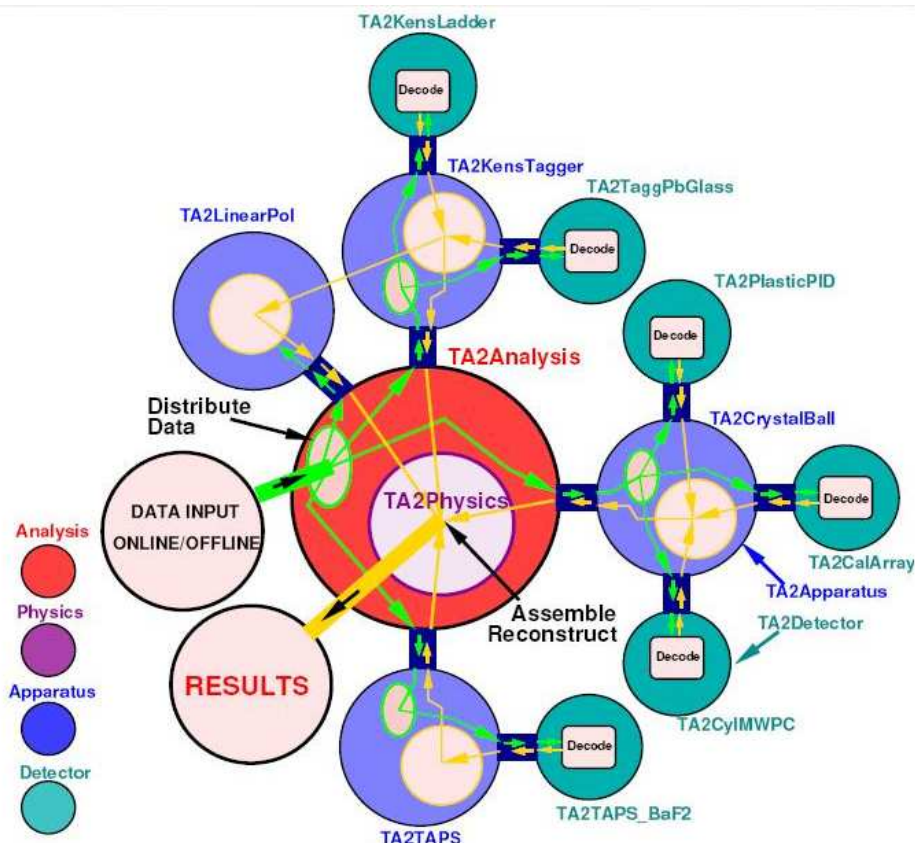 TA2KensLadder
Decode
TA2KensTagger
TA2TaggPbGlass
Decode
TA2LinearPol
TA2PlasticPID
Decode
TA2Analysis
Distribute
Data
TA2CrystalBall
DATA INPUT
ONLINE/OFFLINE
TA2Physics
Decode
TA2CalArray
Analysis
Physics
Apparatus
Detector
TA2Apparatus
Assemble
Reconstruct
TA2Detector
Decode
TA2CylMWPC
RESULTS
Decode
TA2TAPS_BaF2
TA2TAPS